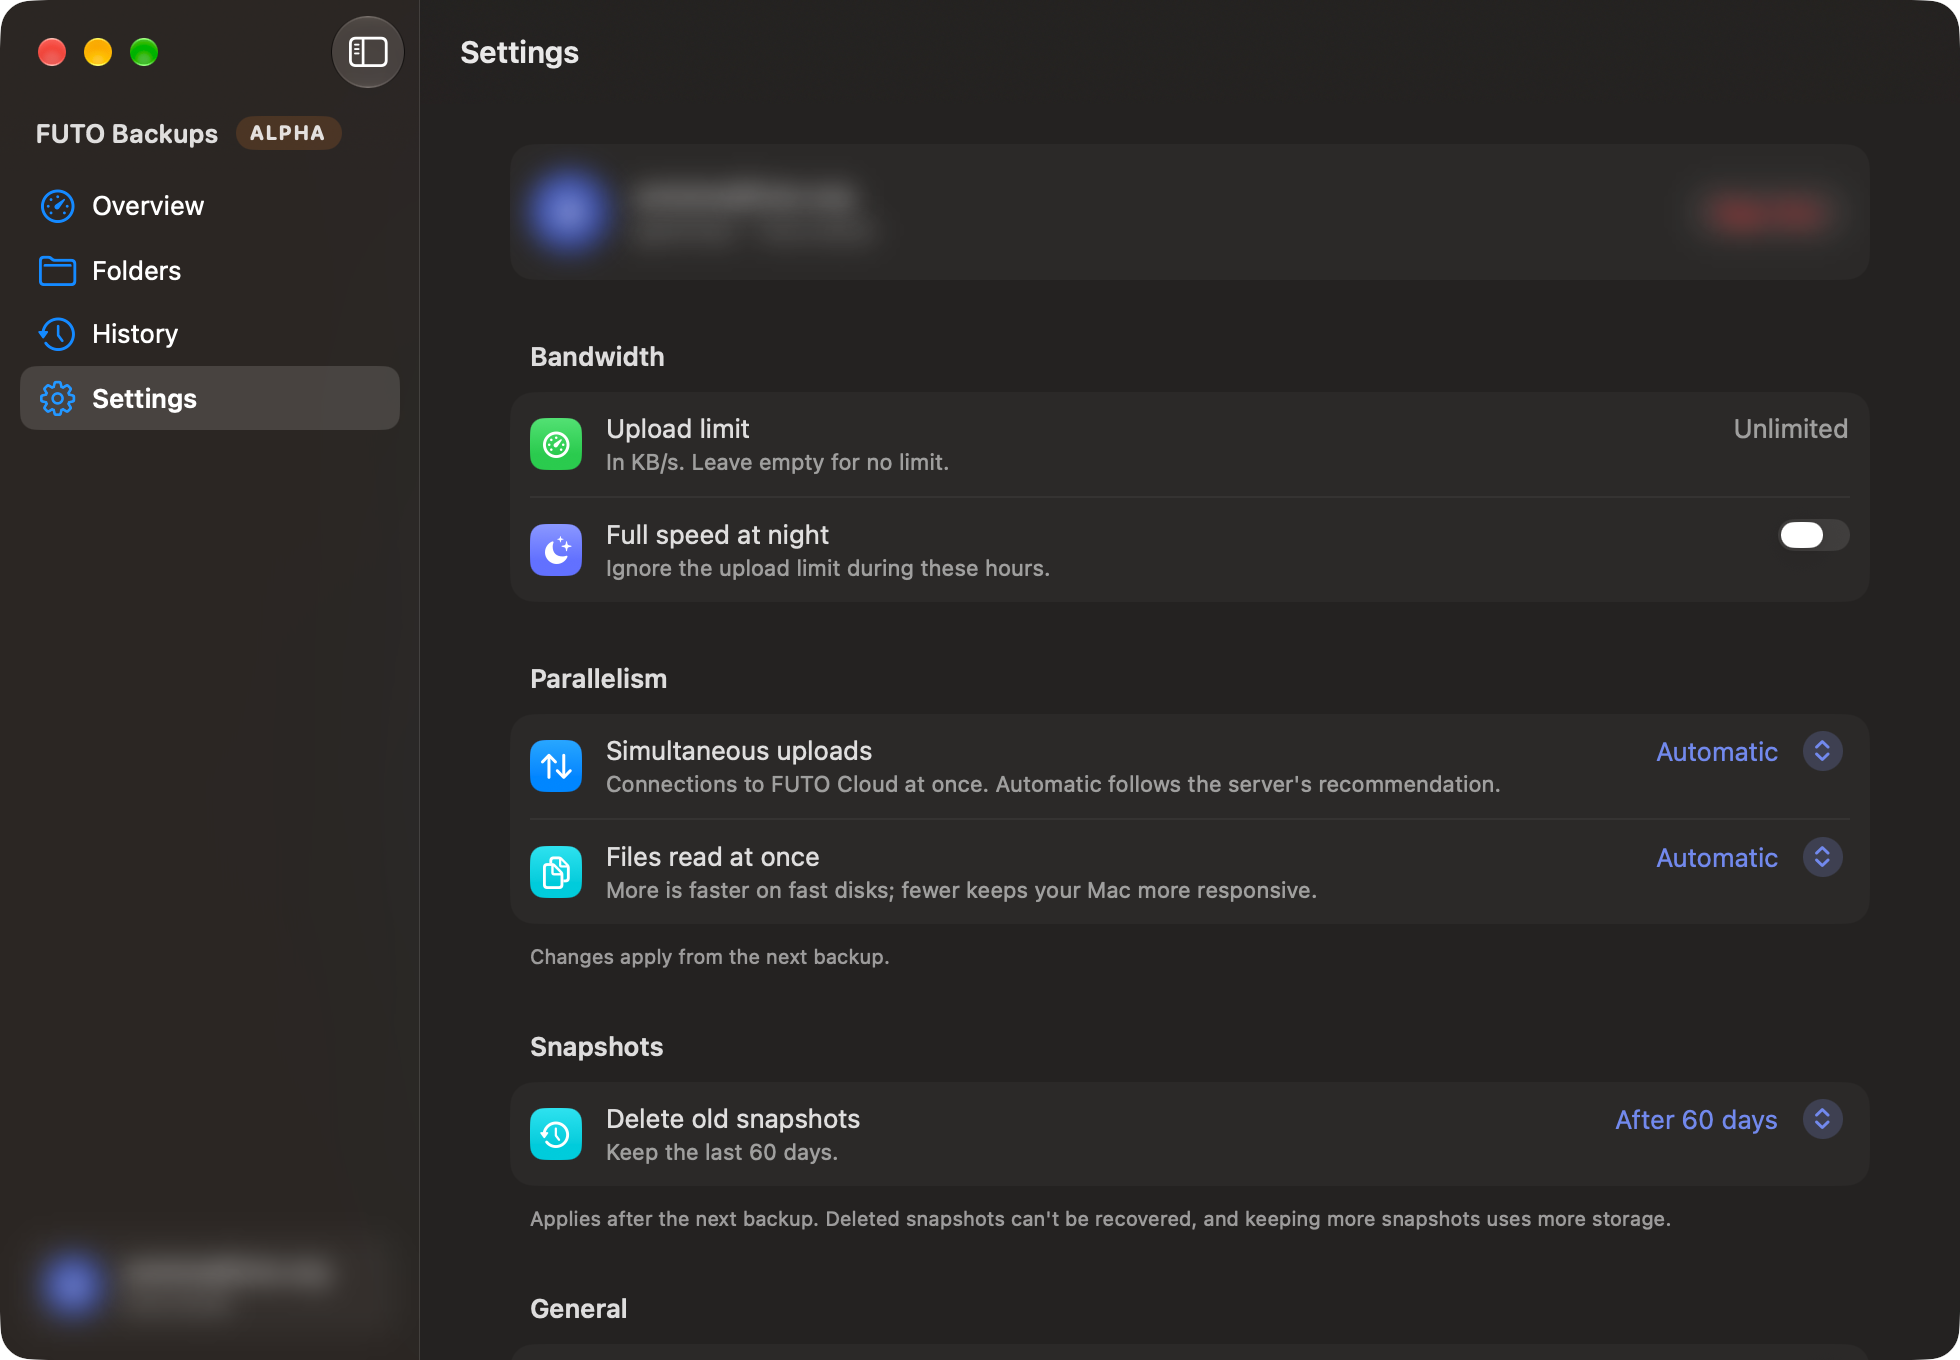 Settings
FUTO Backups ALPHA
Overview
Folders
History
Settings
Bandwidth
Upload limit
Unlimited
In KB/s. Leave empty for no limit.
Full speed at night
Ignore the upload limit during these hours.
Parallelism
Simultaneous uploads
Automatic
Connections to FUTO Cloud at once. Automatic follows the server's recommendation.
Files read at once
Automatic
More is faster on fast disks; fewer keeps your Mac more responsive.
Changes apply from the next backup.
Snapshots
Delete old snapshots
After 60 days
Keep the last 60 days.
Applies after the next backup. Deleted snapshots can't be recovered, and keeping more snapshots uses more storage.
General